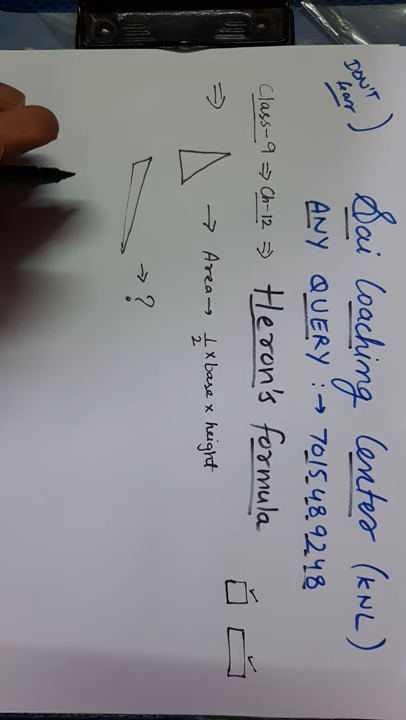 Sai Coaching Center (KNL)
DON'T
ANY QUERY :→ 7015489248
Class-9 ⇒ Ch-12 ⇒ Heron's formula
⇒ → Area → 1/2 × base × height
→ ?